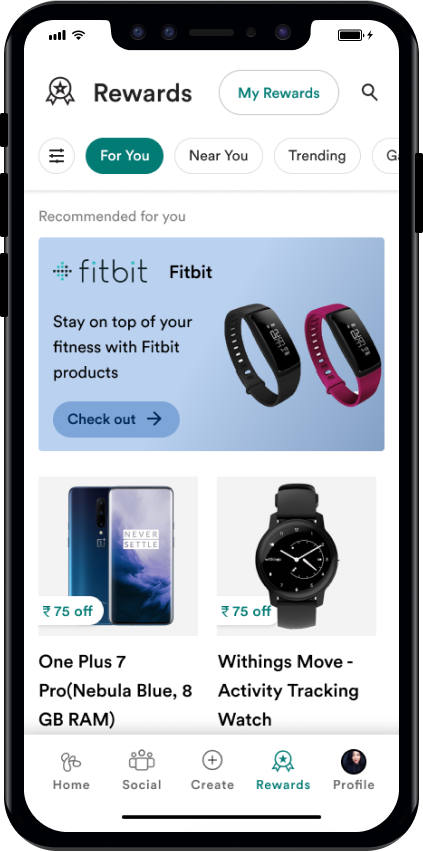 Rewards
My Rewards
For You
Near You
Trending
Recommended for you
fitbit
Fitbit
Stay on top of your
fitness with Fitbit
products
Check out
NEVER
SETTLE
₹ 75 off
withings
₹ 75 off
One Plus 7
Pro(Nebula Blue, 8
GB RAM)
Withings Move -
Activity Tracking
Watch
Home
Social
Create
Rewards
Profile